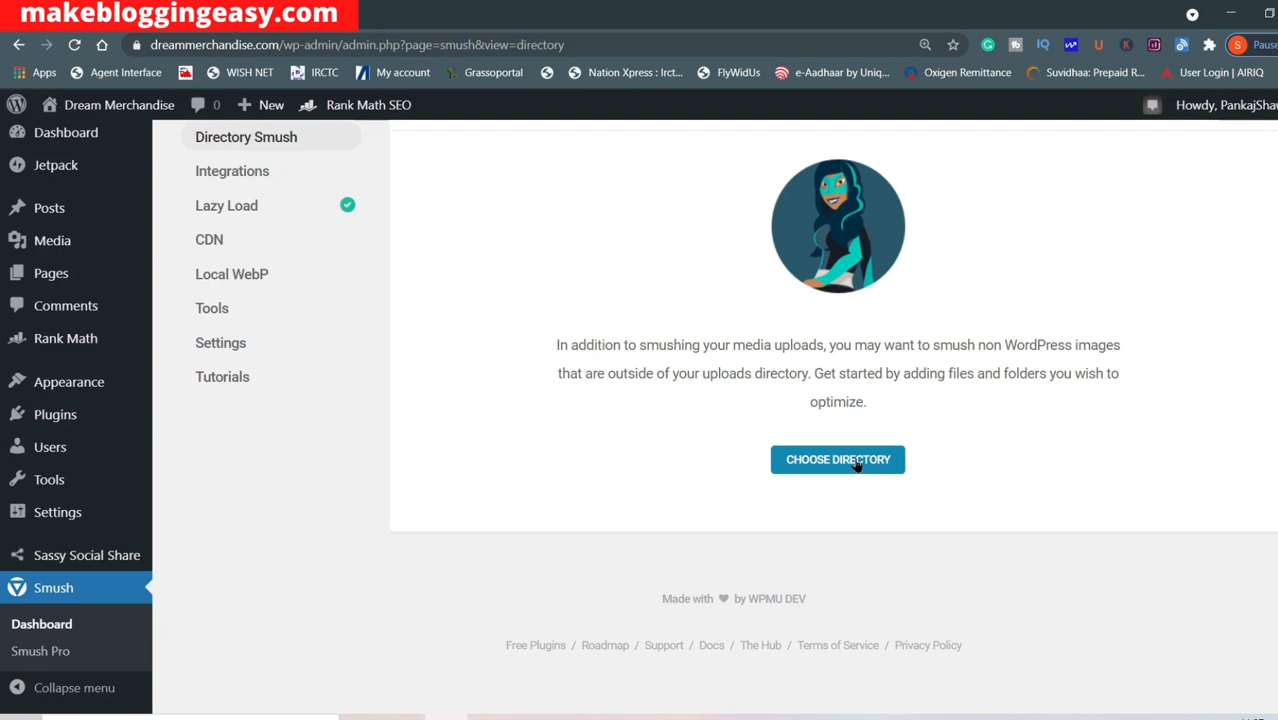 makebloggingeasy.com
dreammerchandise.com/wp-admin/admin.php?page=smush&view=directory
Pause
Apps
Agent Interface
WISH NET
IRCTC
My account
Grassoportal
Nation Xpress : Irct...
FlyWidUs
e-Aadhaar by Uniq...
Oxigen Remittance
Suvidhaa: Prepaid R...
User Login | AIRIQ
Dream Merchandise
0
New
Rank Math SEO
Howdy, PankajShaw
Dashboard
Jetpack
Posts
Media
Pages
Comments
Rank Math
Appearance
Plugins
Users
Tools
Settings
Sassy Social Share
Smush
Dashboard
Smush Pro
Collapse menu
Directory Smush
Integrations
Lazy Load
CDN
Local WebP
Tools
Settings
Tutorials
In addition to smushing your media uploads, you may want to smush non WordPress images
that are outside of your uploads directory. Get started by adding files and folders you wish to
optimize.
CHOOSE DIRECTORY
Made with ❤ by WPMU DEV
Free Plugins / Roadmap / Support / Docs / The Hub / Terms of Service / Privacy Policy